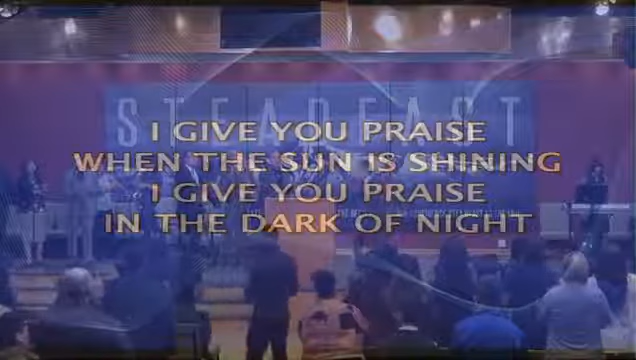 STEADFAST
I GIVE YOU PRAISE
WHEN THE SUN IS SHINING
I GIVE YOU PRAISE
IN THE DARK OF NIGHT